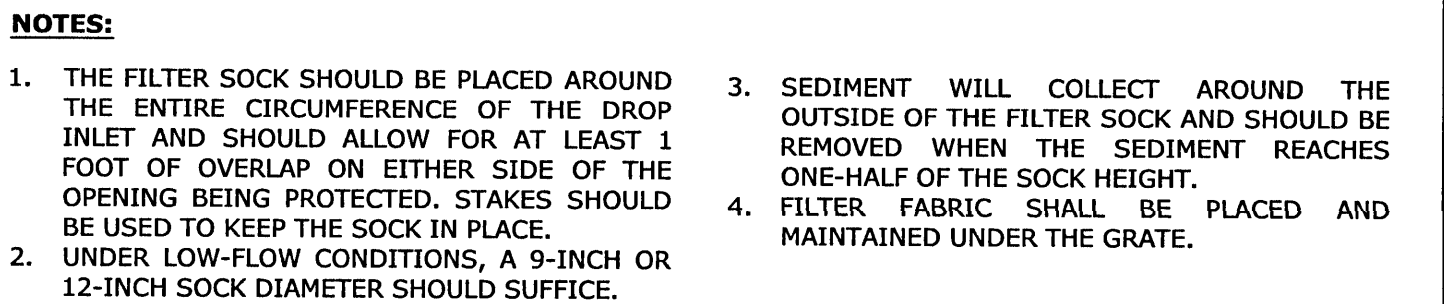 NOTES:
1. THE FILTER SOCK SHOULD BE PLACED AROUND
THE ENTIRE CIRCUMFERENCE OF THE DROP
INLET AND SHOULD ALLOW FOR AT LEAST 1
FOOT OF OVERLAP ON EITHER SIDE OF THE
OPENING BEING PROTECTED. STAKES SHOULD
BE USED TO KEEP THE SOCK IN PLACE.
2. UNDER LOW-FLOW CONDITIONS, A 9-INCH OR
12-INCH SOCK DIAMETER SHOULD SUFFICE.
3. SEDIMENT WILL COLLECT AROUND THE
OUTSIDE OF THE FILTER SOCK AND SHOULD BE
REMOVED WHEN THE SEDIMENT REACHES
ONE-HALF OF THE SOCK HEIGHT.
4. FILTER FABRIC SHALL BE PLACED AND
MAINTAINED UNDER THE GRATE.